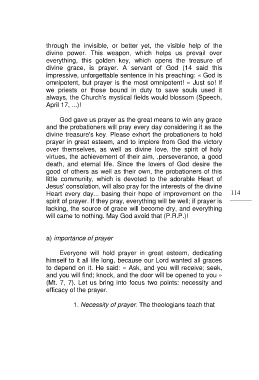 through the invisible, or better yet, the visible help of the
divine power. This weapon, which helps us prevail over
everything, this golden key, which opens the treasure of
divine grace, is prayer. A servant of God (14 said this
impressive, unforgettable sentence in his preaching: « God is
omnipotent, but prayer is the most omnipotent! » Just so! If
we priests or those bound in duty to save souls used it
always, the Church's mystical fields would blossom (Speech,
April 17, ...)!
God gave us prayer as the great means to win any grace
and the probationers will pray every day considering it as the
divine treasure's key. Please exhort the probationers to hold
prayer in great esteem, and to implore from God the victory
over themselves, as well as divine love, the spirit of holy
virtues, the achievement of their aim, .perseverance, a good
death, and eternal life. Since the lovers of God desire the
good of others as well as their own, the probationers of this
little community, which is devoted to the adorable Heart of
Jesus' consolation, will also pray for the interests of the divine
Heart every day... basing their hope of improvement on the
spirit of prayer. If they pray, everything will be well; if prayer is
lacking, the source of grace will become dry, and everything
will came to nothing. May God avoid that (P.R.P.)!
114
a) importance of prayer
Everyone will hold prayer in great esteem, dedicating
himself to it all life long, because our Lord wanted all graces
to depend on it. He said: « Ask, and you will receive; seek,
and you will find; knock, and the door will be opened to you »
(Mt. 7, 7). Let us bring into focus two points: necessity and
efficacy of the prayer.
1. Necessity of prayer. The theologians teach that